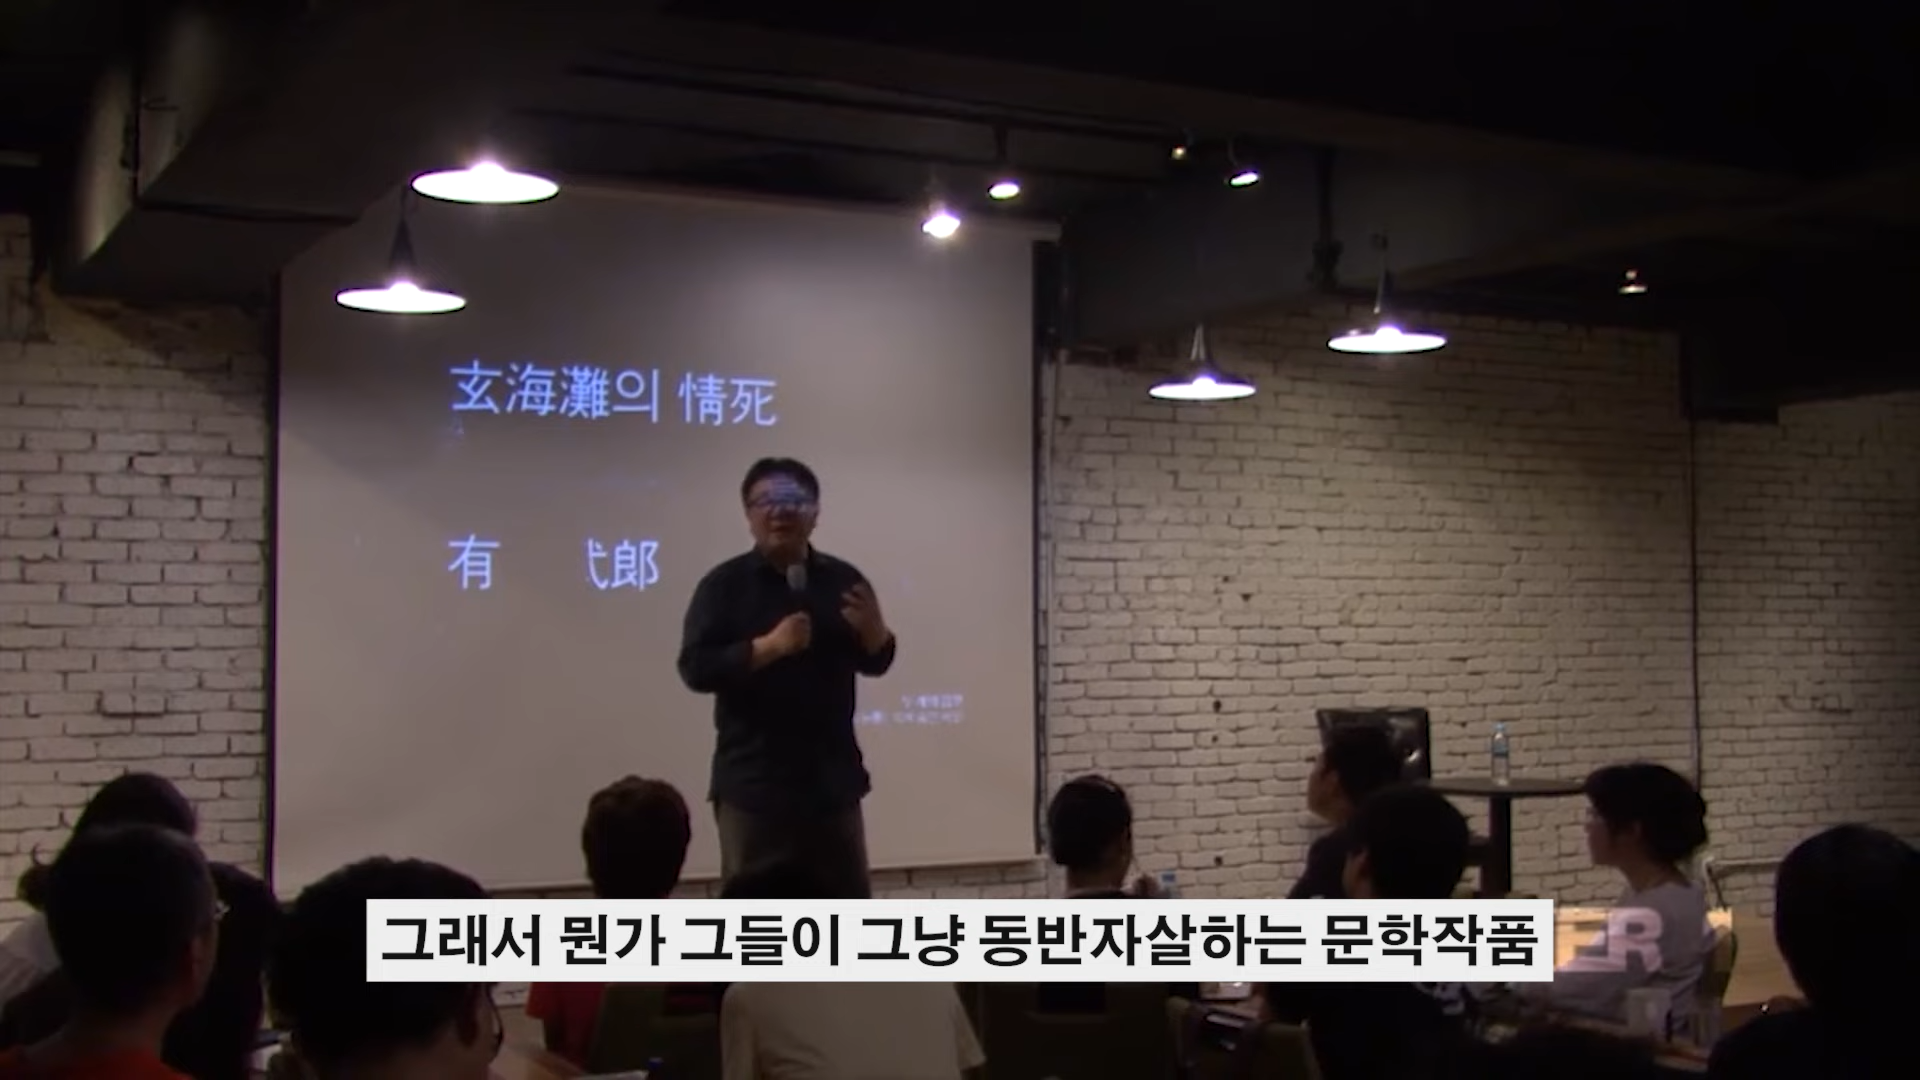 玄海灘의 情死
有 郎
그래서 뭔가 그들이 그냥 동반자살하는 문학작품